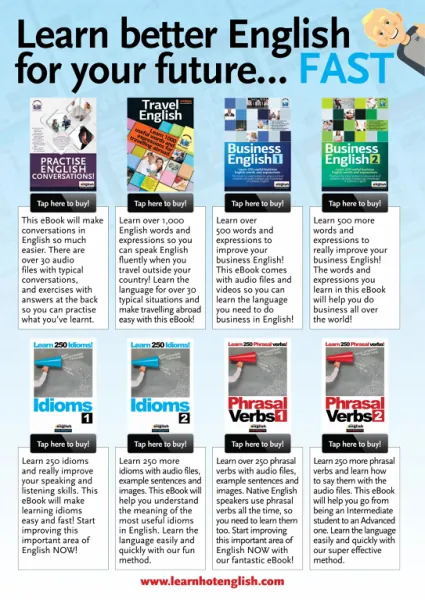 Learn better English
for your future... FAST
PRACTISE
ENGLISH
CONVERSATIONS!
Travel
English
Learn 1,000
useful words,
expressions &
Business
English 1
Business
English 2
Tap here to buy!
Tap here to buy!
Tap here to buy!
Tap here to buy!
This eBook will make
conversations in
English so much
easier. There are
over 30 audio
files with typical
conversations,
and exercises with
answers at the back
so you can practise
what you've learnt.
Learn over 1,000
English words and
expressions so you
can speak English
fluently when you
travel outside your
country! Learn the
language for over 30
typical situations and
make travelling abroad
easy with this eBook!
Learn over
500 words and
expressions to
improve your
business English!
This eBook comes
with audio files and
videos so you can
learn the language
you need to do
business in English!
Learn 500 more
words and
expressions to
really improve your
business English!
The words and
expressions you
learn in this eBook
will help you do
business all over
the world!
Learn 250 Idioms!
Idioms
1
Learn 250 Idioms!
Idioms
2
Learn 250 Phrasal verbs!
Phrasal
Verbs 1
Learn 250 Phrasal verbs!
Phrasal
Verbs 2
Tap here to buy!
Tap here to buy!
Tap here to buy!
Tap here to buy!
Learn 250 idioms
and really improve
your speaking and
listening skills. This
eBook will make
learning idioms
easy and fast! Start
improving this
important area of
English NOW!
Learn 250 more
idioms with audio files,
example sentences and
images. This eBook will
help you understand
the meaning of the
most useful idioms
in English. Learn the
language easily and
quickly with our fun
method.
Learn over 250 phrasal
verbs with audio files,
example sentences and
images. Native English
speakers use phrasal
verbs all the time, so
you need to learn them
too. Start improving
this important area of
English NOW with
our fantastic eBook!
Learn 250 more phrasal
verbs and learn how
to say them with the
audio files. This eBook
will help you go from
being an Intermediate
student to an Advanced
one. Learn the language
easily and quickly with
our super effective
method.
www.learnhotenglish.com